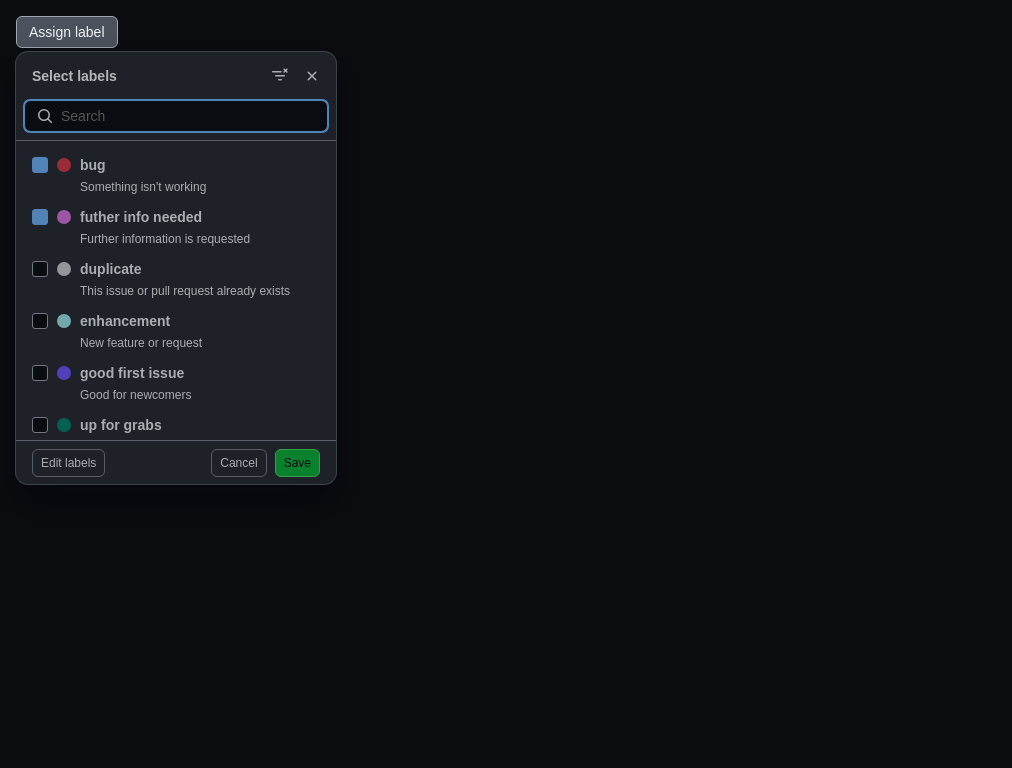 Assign label
Select labels
Search
bug
Something isn't working
futher info needed
Further information is requested
duplicate
This issue or pull request already exists
enhancement
New feature or request
good first issue
Good for newcomers
up for grabs
Edit labels
Cancel
Save